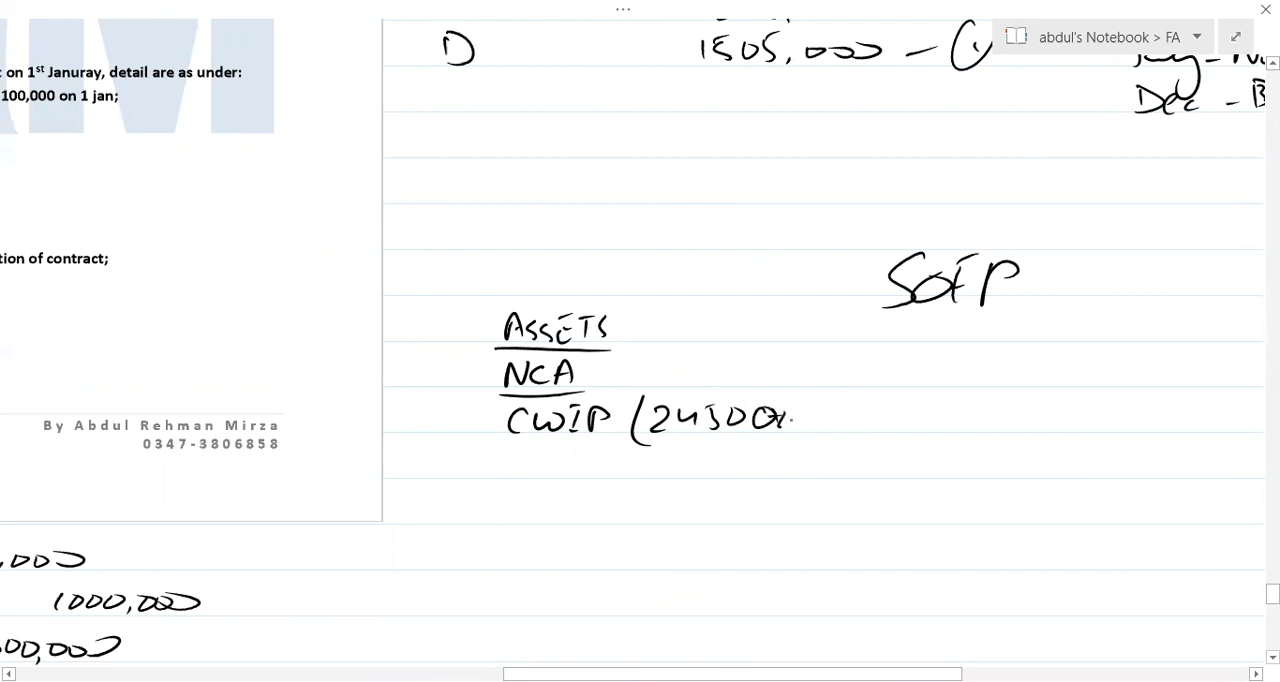 abdul's Notebook > FA
D 1505,000 –
Dec -
on 1st Januray, detail are as under:
100,000 on 1 jan;
tion of contract;
By Abdul Rehman Mirza
0347-3806858
SOFP
ASSETS
NCA
CWIP (24500
,000
1000,000
00,000